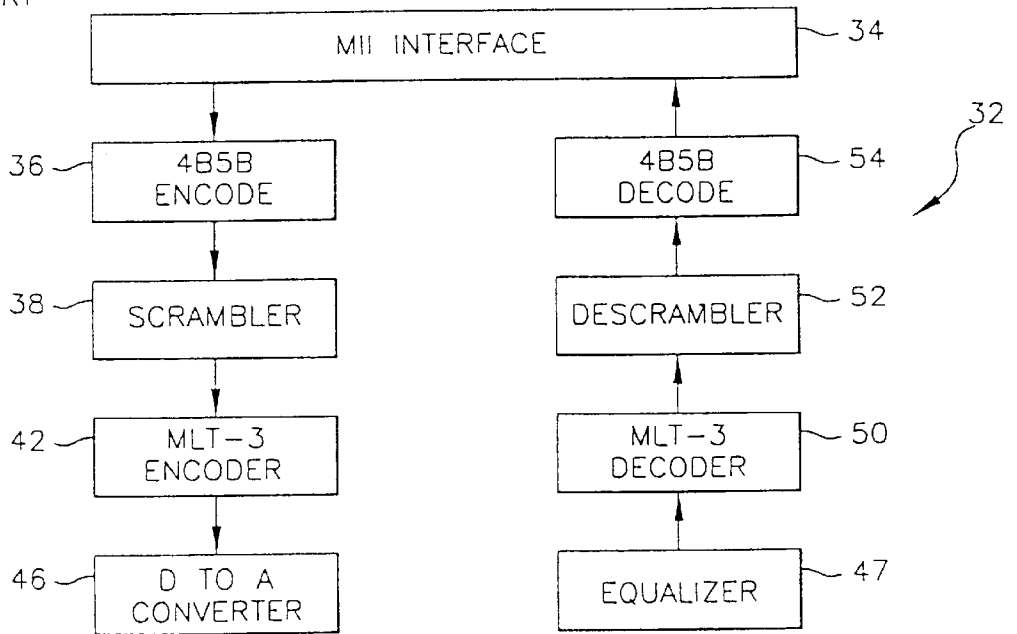 MII INTERFACE
34
32
36
4B5B
ENCODE
4B5B
DECODE
54
38
SCRAMBLER
DESCRAMBLER
52
42
MLT-3
ENCODER
MLT-3
DECODER
50
46
D TO A
CONVERTER
EQUALIZER
47